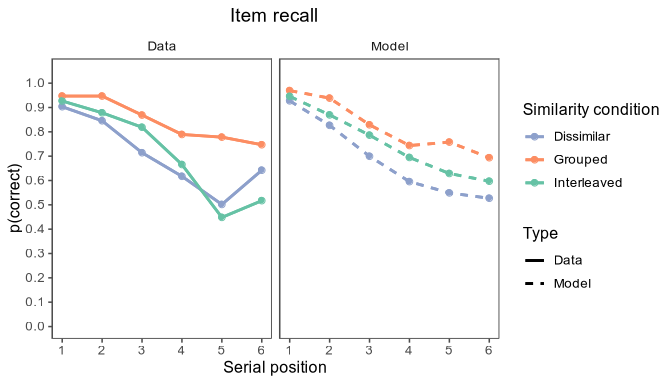 Item recall
Data
Model
1.0
0.9
0.8
0.7
0.6
0.5
0.4
0.3
0.2
0.1
0.0
p(correct)
1 2 3 4 5 6
1 2 3 4 5 6
Serial position
Similarity condition
Dissimilar
Grouped
Interleaved
Type
Data
Model